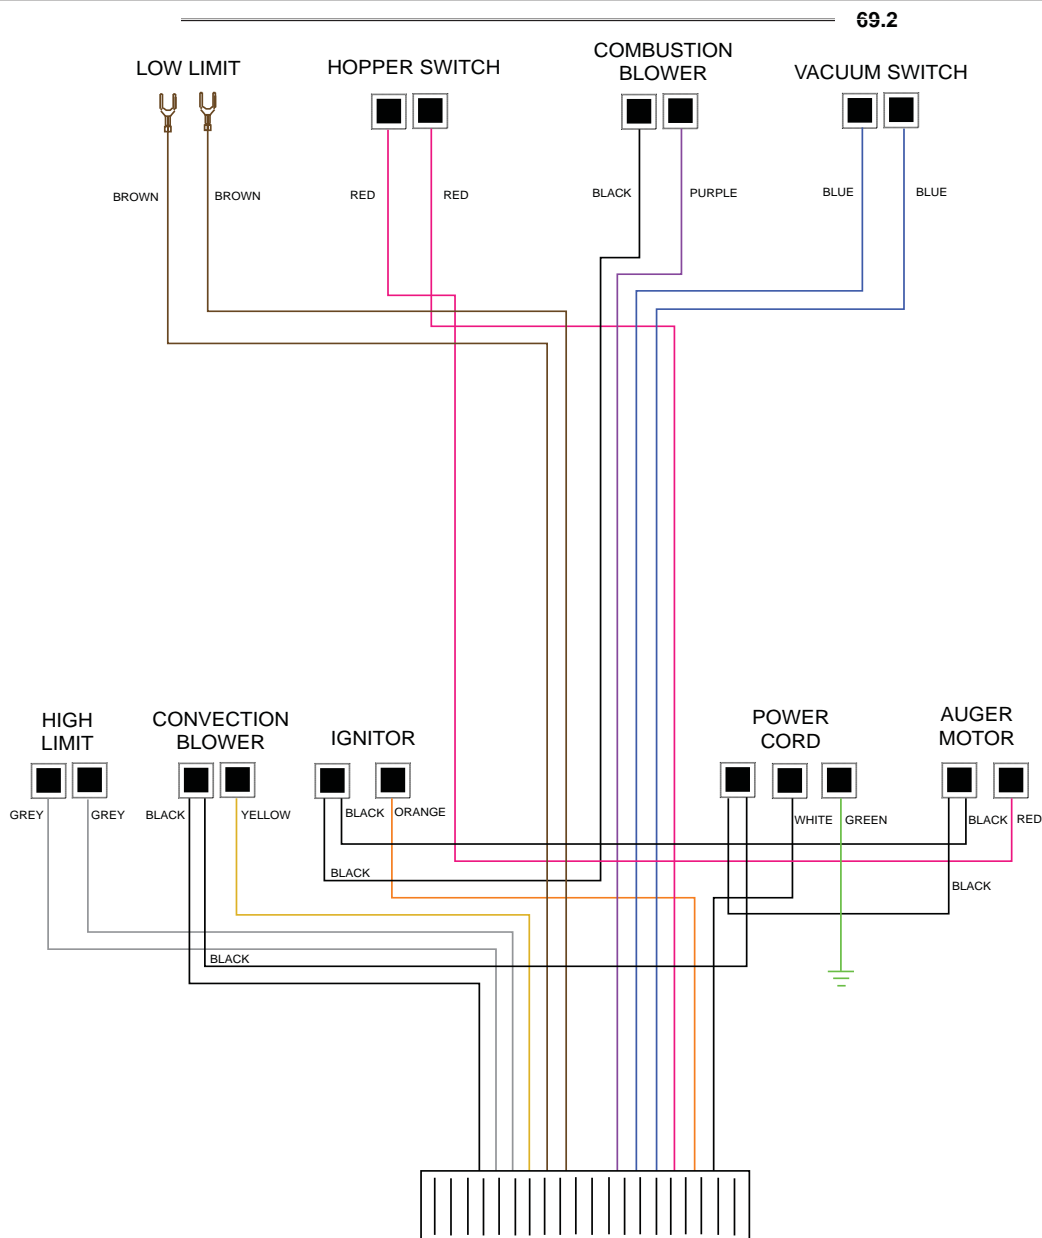 69.2
LOW LIMIT
HOPPER SWITCH
COMBUSTION
BLOWER
VACUUM SWITCH
BROWN
BROWN
RED
RED
BLACK
PURPLE
BLUE
BLUE
HIGH
LIMIT
CONVECTION
BLOWER
IGNITOR
POWER
CORD
AUGER
MOTOR
GREY
GREY
BLACK
YELLOW
BLACK
ORANGE
WHITE
GREEN
BLACK
RED
BLACK
BLACK
BLACK